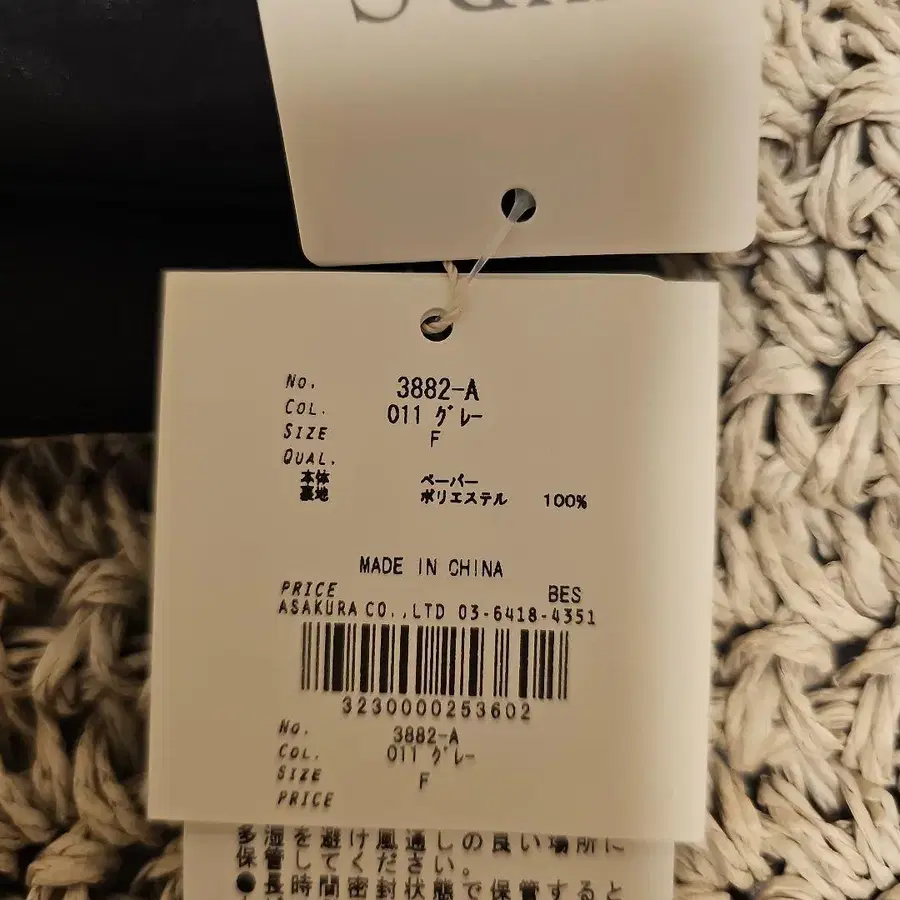 No. 3882-A
COL. 011 グレー
SIZE F
QUAL.
本体 ペーパー
裏地 ポリエステル 100%
MADE IN CHINA
PRICE BES
ASAKURA CO.,LTD 03-6418-4351
3230000253602
No. 3882-A
COL. 011 グレー
SIZE F
PRICE
多湿を避け風通しの良い場所に
保管してください。
●長時間密封状態で保管すると